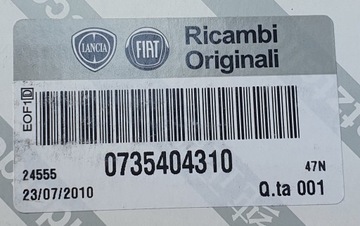 LANCIA FIAT Ricambi
Originali
EOF1D
24555 0735404310 47N
23/07/2010 Q.ta 001